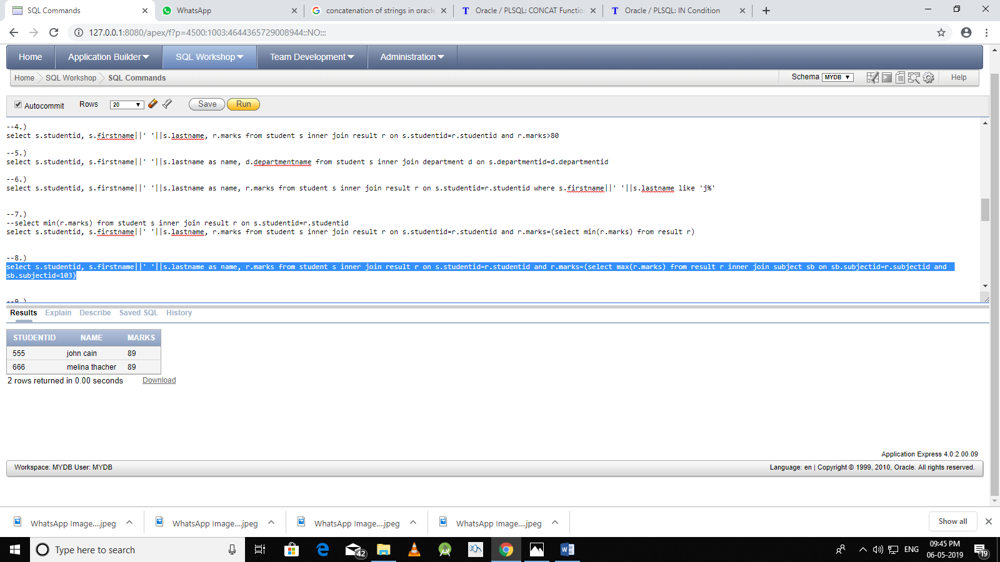 SQL Commands
WhatsApp
concatenation of strings in oracle
Oracle / PLSQL: CONCAT Functio
Oracle / PLSQL: IN Condition
127.0.0.1:8080/apex/f?p=4500:1003:4644365729008944::NO:::
Home Application Builder SQL Workshop Team Development Administration
Home SQL Workshop SQL Commands Schema MYDB Help
Autocommit Rows 20 Save Run
--4.)
select s.studentid, s.firstname||' '||s.lastname, r.marks from student s inner join result r on s.studentid=r.studentid and r.marks>80
--5.)
select s.studentid, s.firstname||' '||s.lastname as name, d.departmentname from student s inner join department d on s.departmentid=d.departmentid
--6.)
select s.studentid, s.firstname||' '||s.lastname as name, r.marks from student s inner join result r on s.studentid=r.studentid where s.firstname||' '||s.lastname like 'j%'
--7.)
--select min(r.marks) from student s inner join result r on s.studentid=r.studentid
select s.studentid, s.firstname||' '||s.lastname, r.marks from student s inner join result r on s.studentid=r.studentid and r.marks=(select min(r.marks) from result r)
--8.)
select s.studentid, s.firstname||' '||s.lastname as name, r.marks from student s inner join result r on s.studentid=r.studentid and r.marks=(select max(r.marks) from result r inner join subject sb on sb.subjectid=r.subjectid and
sb.subjectid=103)
--9.)
Results Explain Describe Saved SQL History
STUDENTID NAME MARKS
555 john cain 89
666 melina thacher 89
2 rows returned in 0.00 seconds Download
Application Express 4.0.2.00.09
Workspace: MYDB User: MYDB Language: en | Copyright © 1999, 2010, Oracle. All rights reserved.
WhatsApp Image....jpeg WhatsApp Image....jpeg WhatsApp Image....jpeg WhatsApp Image....jpeg Show all
Type here to search 42 ENG 09:45 PM
06-05-2019 19